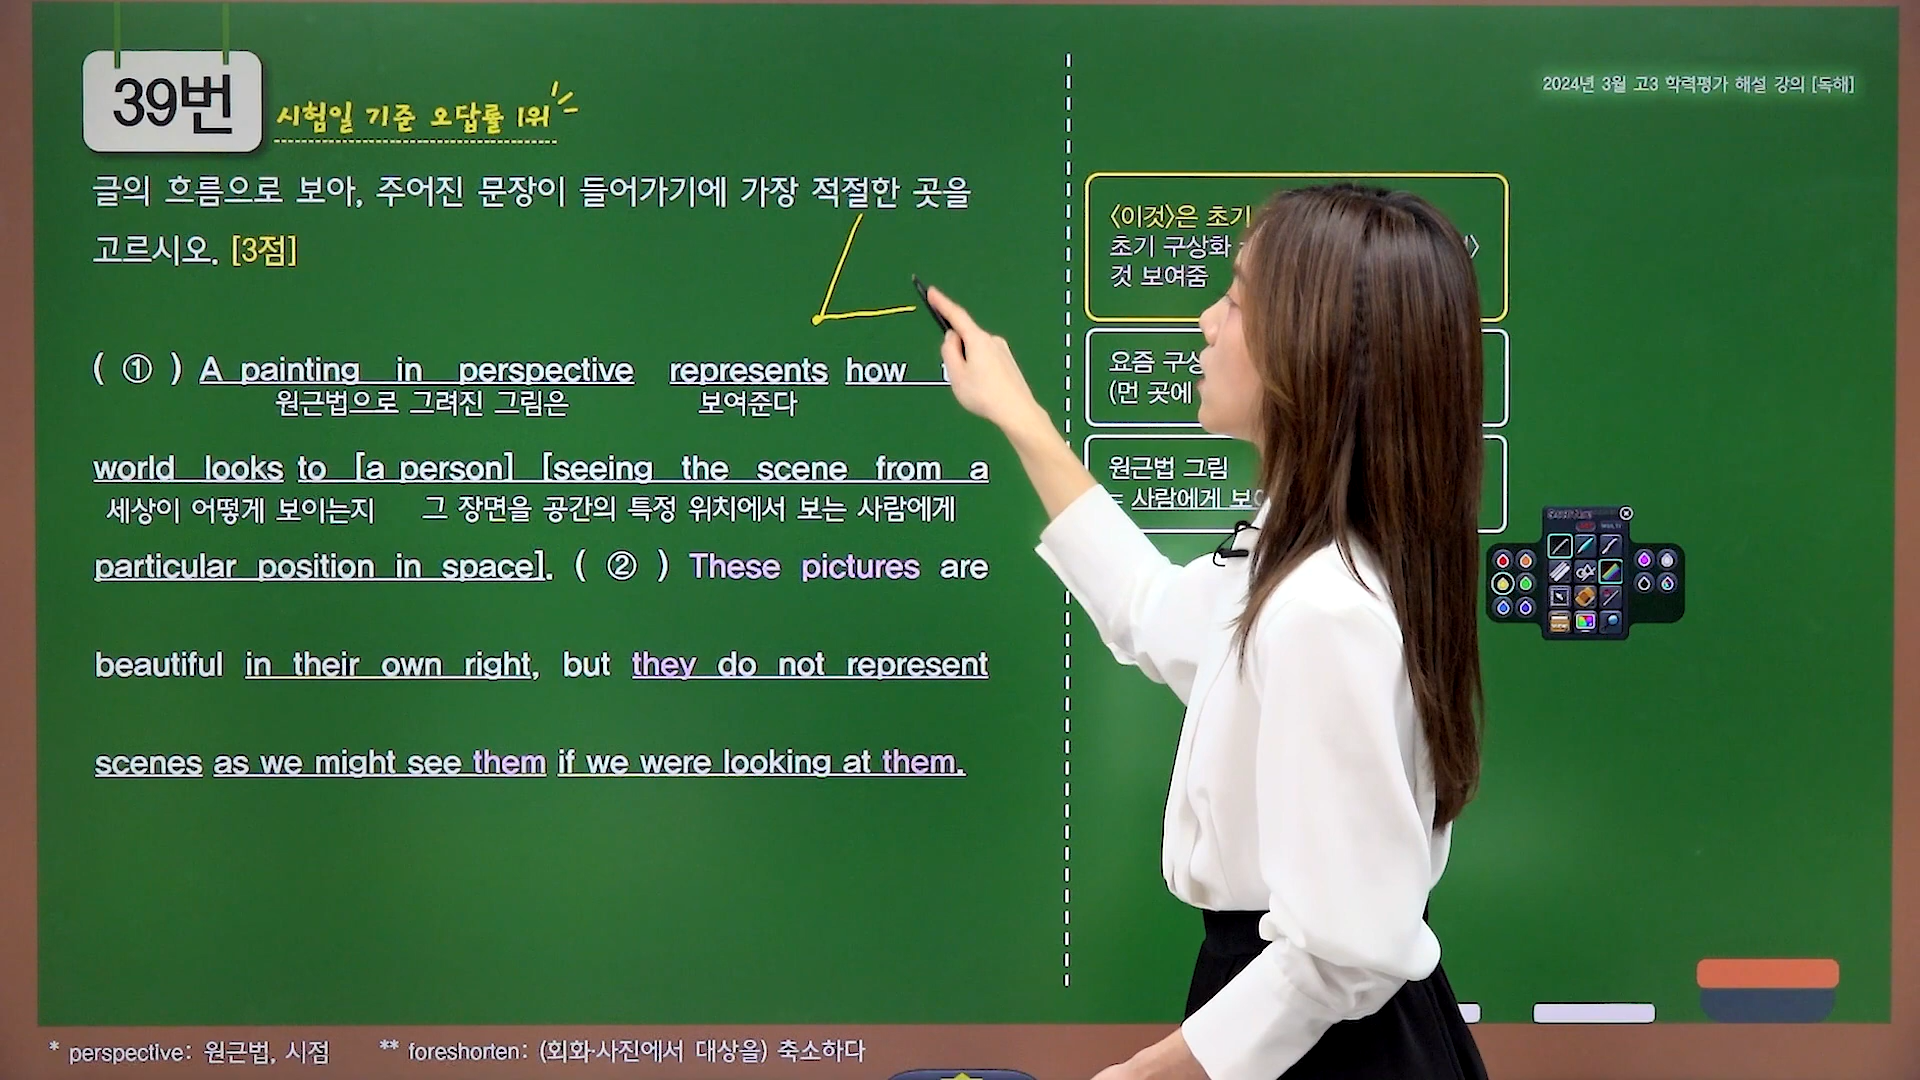 39번
시험일 기준 오답률 1위
2024년 3월 고3 학력평가 해설 강의 [독해]
글의 흐름으로 보아, 주어진 문장이 들어가기에 가장 적절한 곳을
고르시오. [3점]
( ① ) A painting in perspective represents how
원근법으로 그려진 그림은 보여준다
world looks to [a person] [seeing the scene from a
세상이 어떻게 보이는지 그 장면을 공간의 특정 위치에서 보는 사람에게
particular position in space]. ( ② ) These pictures are
beautiful in their own right, but they do not represent
scenes as we might see them if we were looking at them.
〈이것〉은 초기
초기 구상화
것 보여줌
요즘
(먼 곳에
원근법 그림
= 사람에게
* perspective: 원근법, 시점 ** foreshorten: (회화·사진에서 대상을) 축소하다